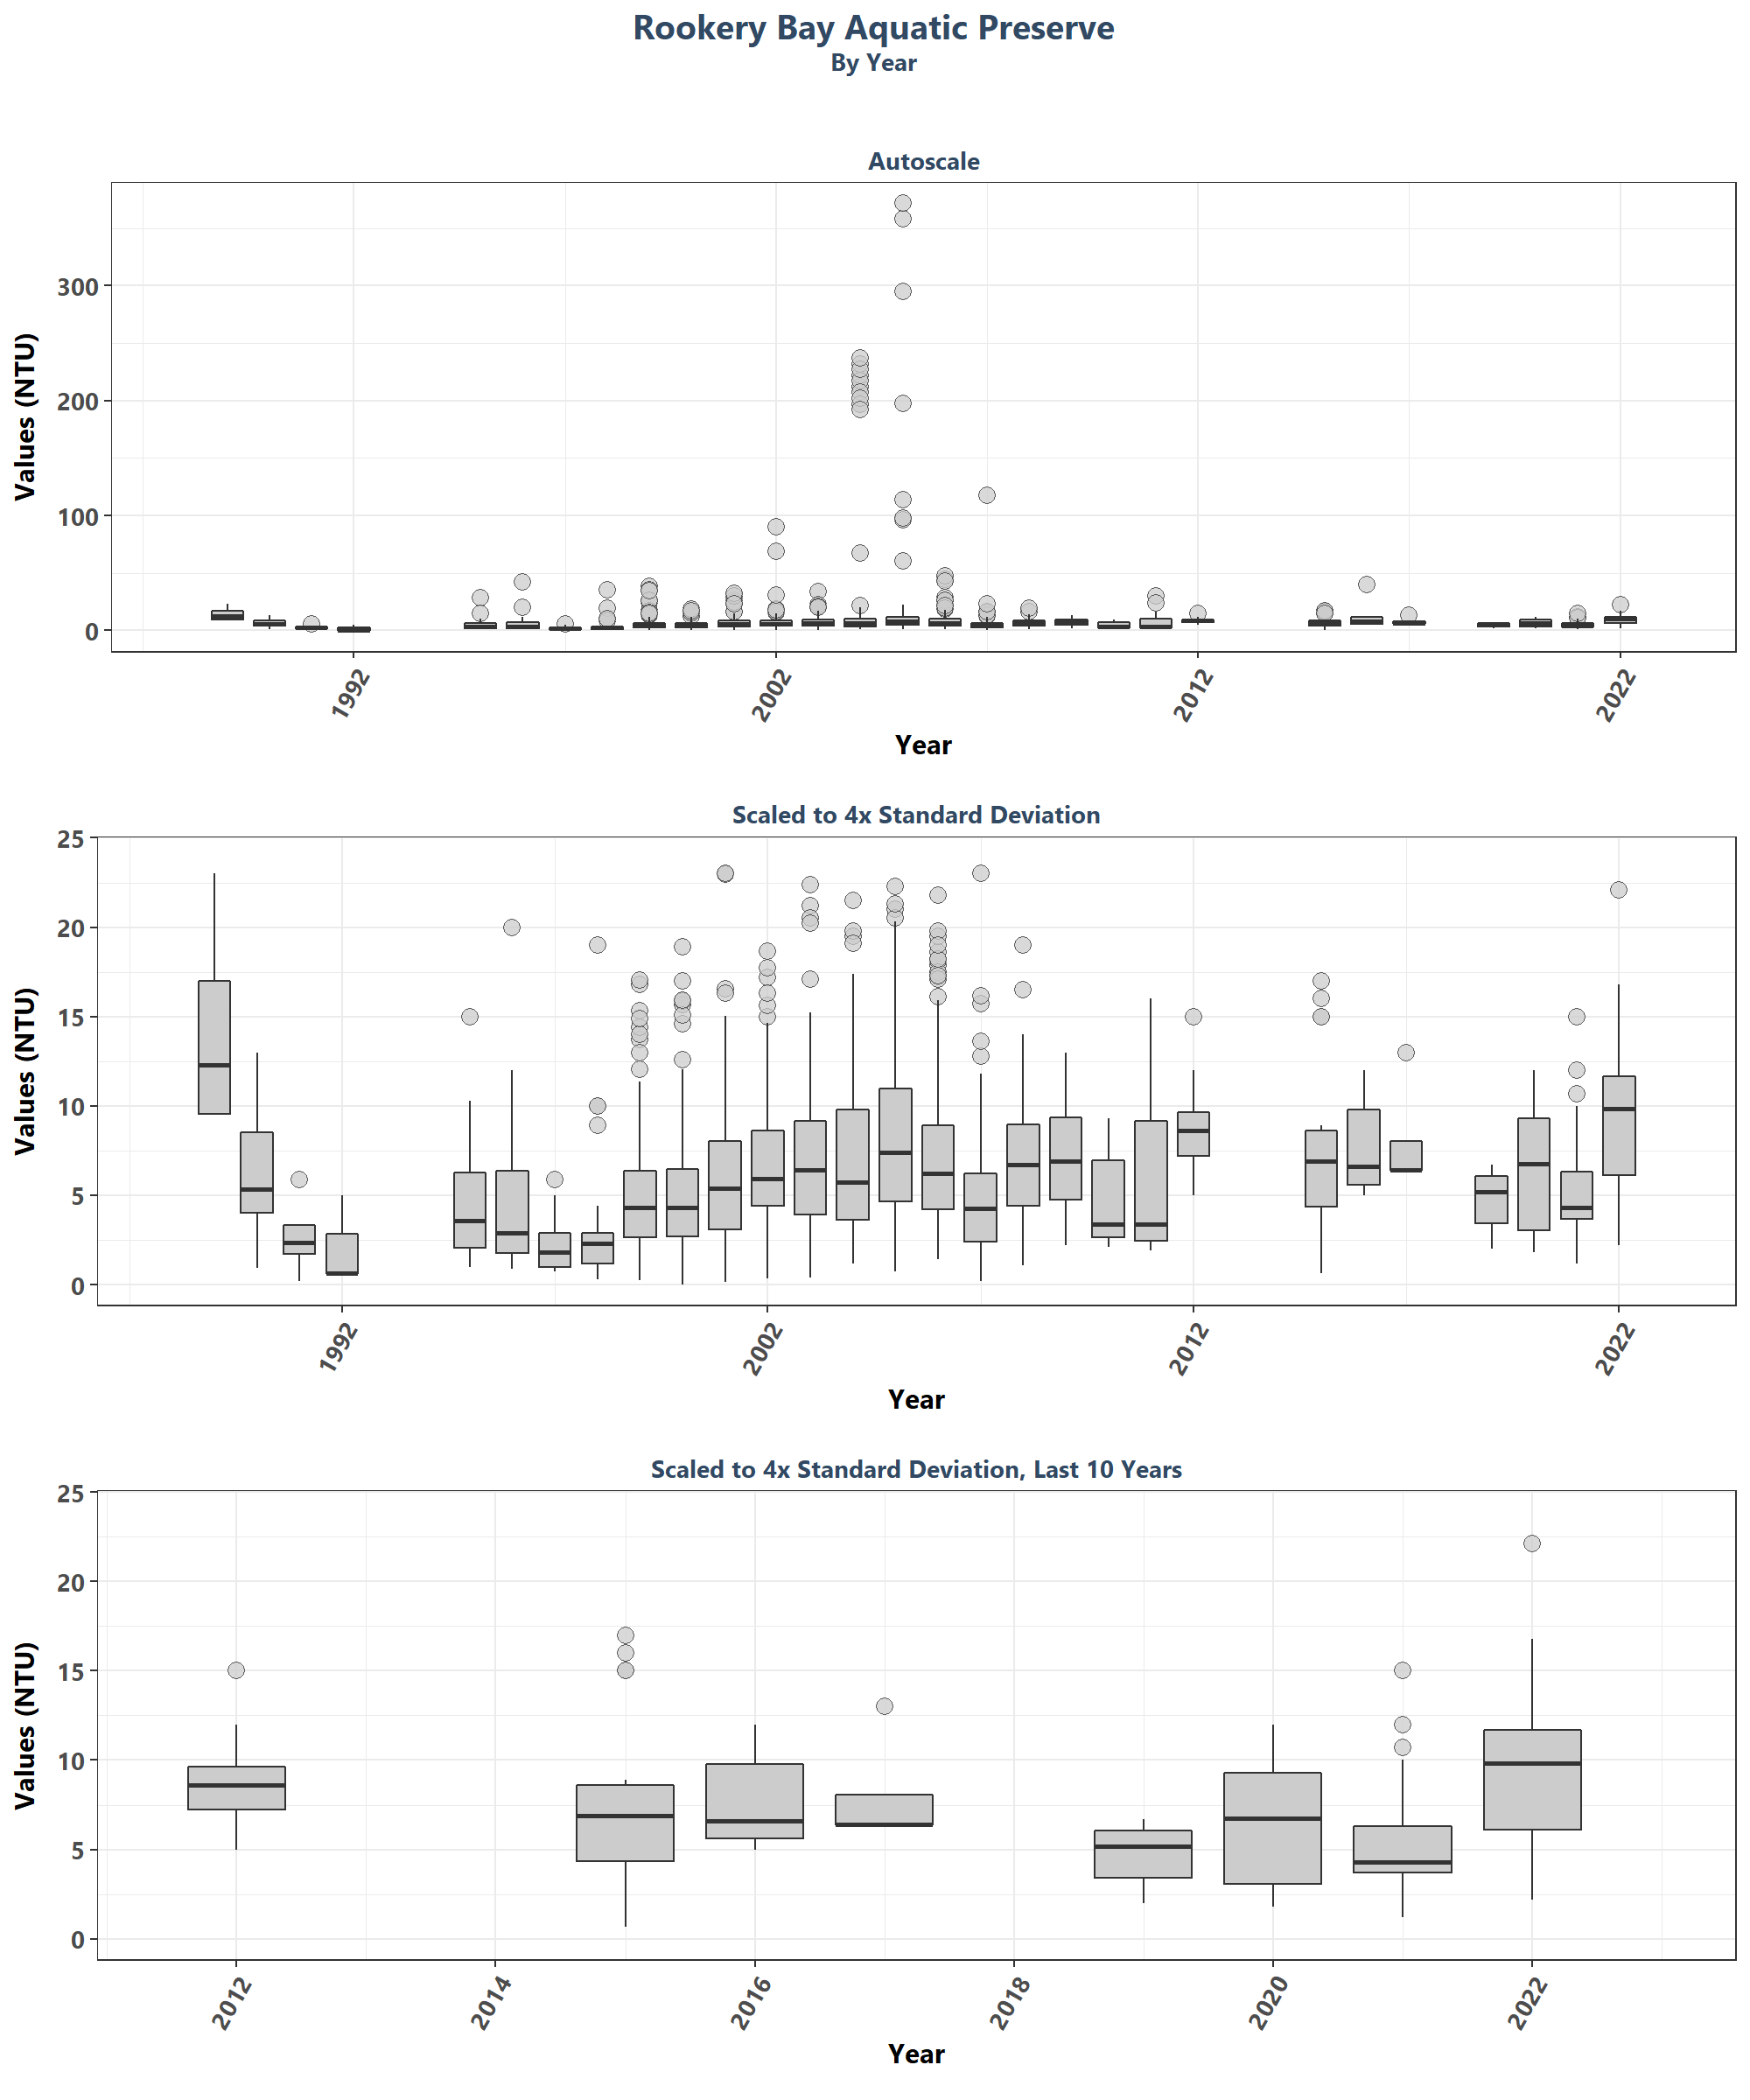 Rookery Bay Aquatic Preserve
By Year
Autoscale
Values (NTU)
300
200
100
0
1992
2002
2012
2022
Year
Scaled to 4x Standard Deviation
Values (NTU)
25
20
15
10
5
0
1992
2002
2012
2022
Year
Scaled to 4x Standard Deviation, Last 10 Years
Values (NTU)
25
20
15
10
5
0
2012
2014
2016
2018
2020
2022
Year